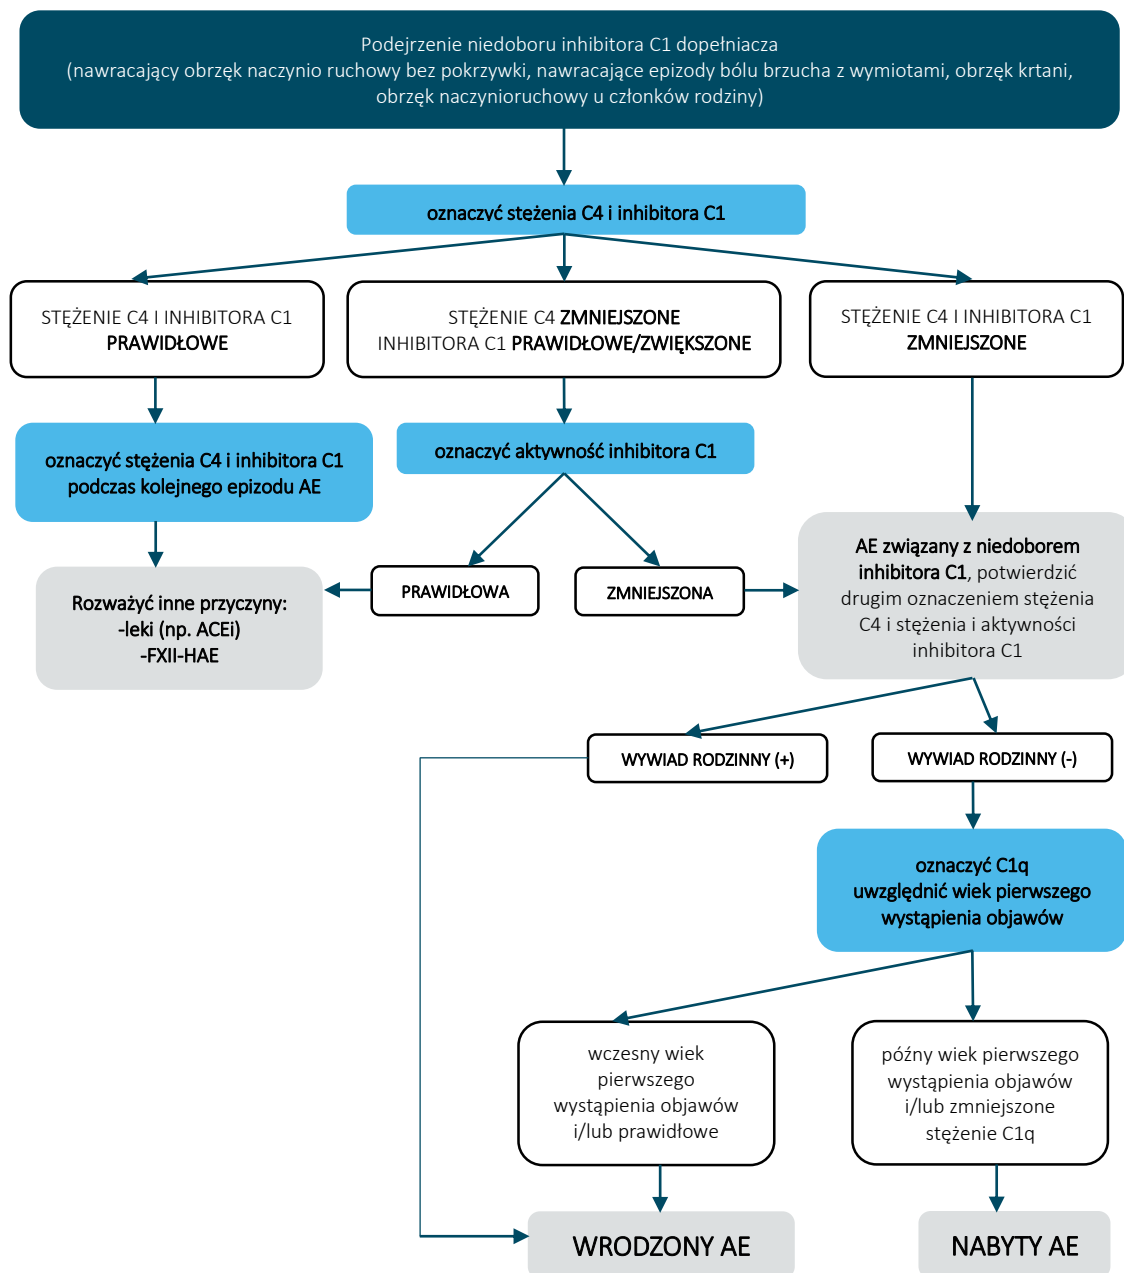 Podejrzenie niedoboru inhibitora C1 dopełniacza
(nawracający obrzęk naczynio ruchowy bez pokrzywki, nawracające epizody bólu brzucha z wymiotami, obrzęk krtani,
obrzęk naczynioruchowy u członków rodziny)
oznaczyć stężenia C4 i inhibitora C1
STĘŻENIE C4 I INHIBITORA C1
PRAWIDŁOWE
STĘŻENIE C4 ZMNIEJSZONE
INHIBITORA C1 PRAWIDŁOWE/ZWIĘKSZONE
STĘŻENIE C4 I INHIBITORA C1
ZMNIEJSZONE
oznaczyć stężenia C4 i inhibitora C1
podczas kolejnego epizodu AE
oznaczyć aktywność inhibitora C1
Rozważyć inne przyczyny:
-leki (np. ACEi)
-FXII-HAE
PRAWIDŁOWA
ZMNIEJSZONA
AE związany z niedoborem
inhibitora C1, potwierdzić
drugim oznaczeniem stężenia
C4 i stężenia i aktywności
inhibitora C1
WYWIAD RODZINNY (+)
WYWIAD RODZINNY (-)
oznaczyć C1q
uwzględnić wiek pierwszego
wystąpienia objawów
wczesny wiek
pierwszego
wystąpienia objawów
i/lub prawidłowe
późny wiek pierwszego
wystąpienia objawów
i/lub zmniejszone
stężenie C1q
WRODZONY AE
NABYTY AE